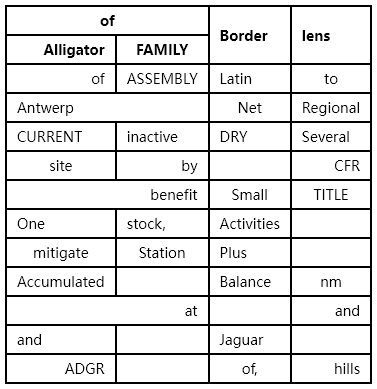 of Border lens
Alligator FAMILY
of ASSEMBLY Latin to
Antwerp Net Regional
CURRENT inactive DRY Several
site by CFR
benefit Small TITLE
One stock, Activities
mitigate Station Plus
Accumulated Balance nm
at and
and Jaguar
ADGR of, hills